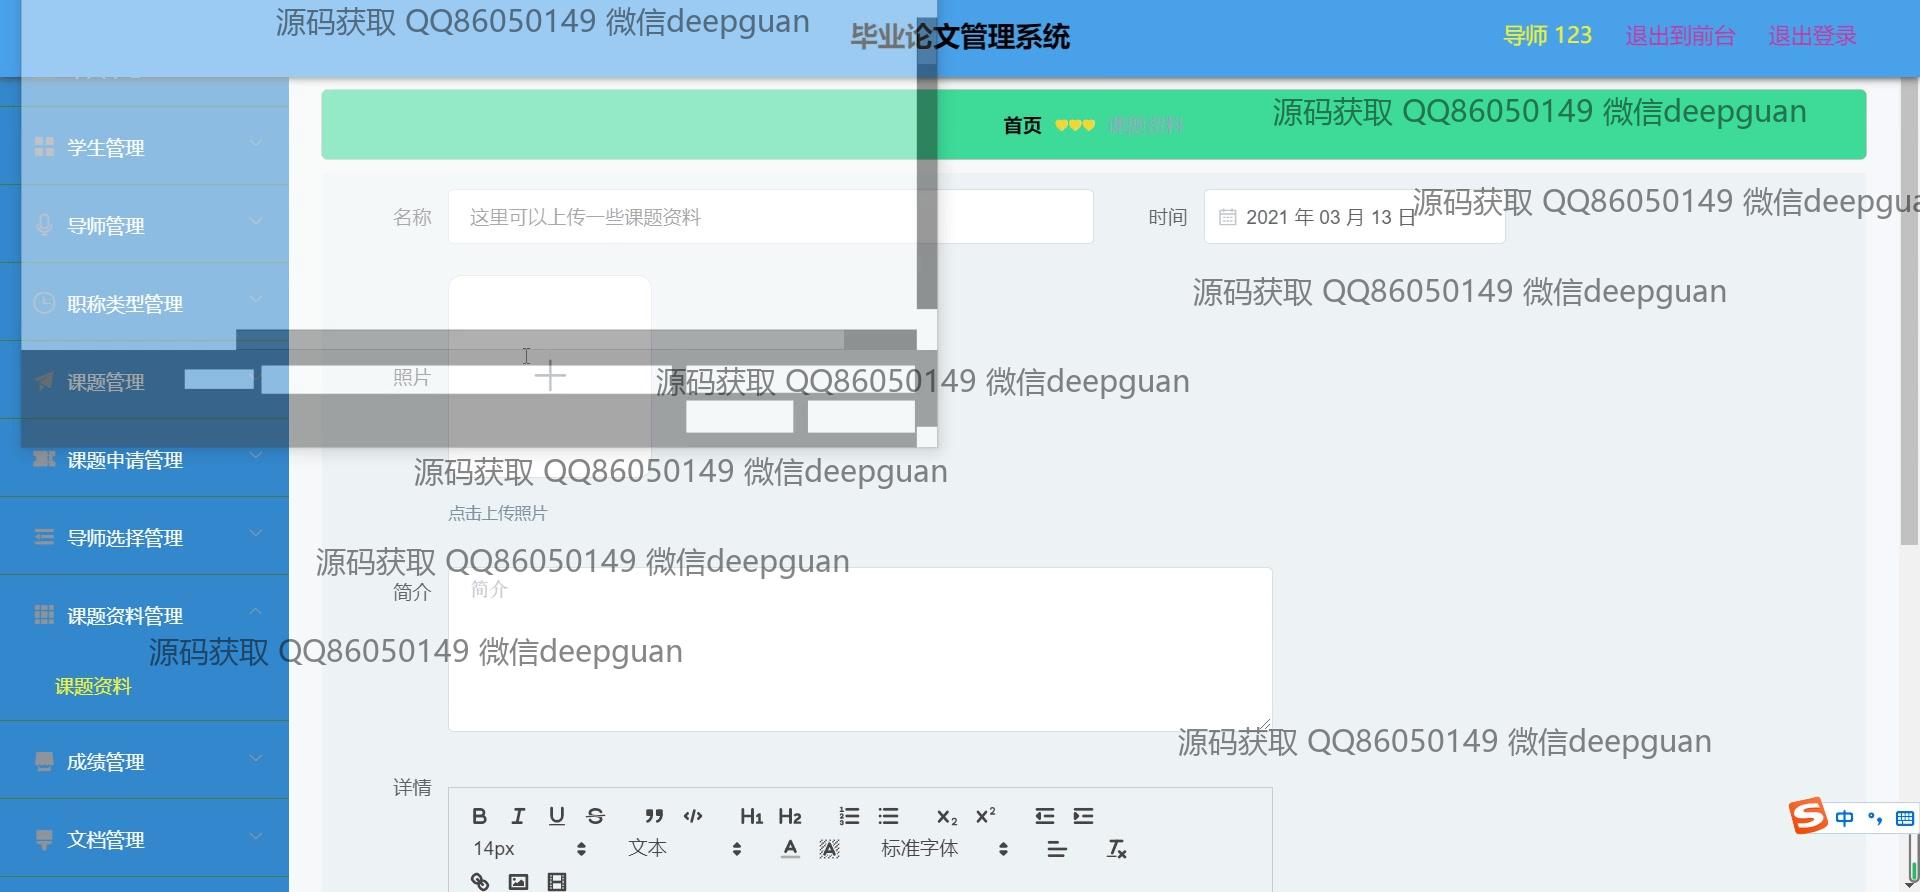 源码获取 QQ86050149 微信deepguan
毕业论文管理系统
导师 123
退出到前台
退出登录
首页
课题资料
源码获取 QQ86050149 微信deepguan
学生管理
导师管理
职称类型管理
课题管理
课题申请管理
导师选择管理
课题资料管理
课题资料
成绩管理
文档管理
名称
这里可以上传一些课题资料
时间
2021 年 03 月 13 日
源码获取 QQ86050149 微信deepgua
源码获取 QQ86050149 微信deepguan
照片
源码获取 QQ86050149 微信deepguan
源码获取 QQ86050149 微信deepguan
点击上传照片
源码获取 QQ86050149 微信deepguan
简介
简介
源码获取 QQ86050149 微信deepguan
源码获取 QQ86050149 微信deepguan
详情
B I U S H1 H2 X2 X2
14px
文本
A A
标准字体
Tx
中